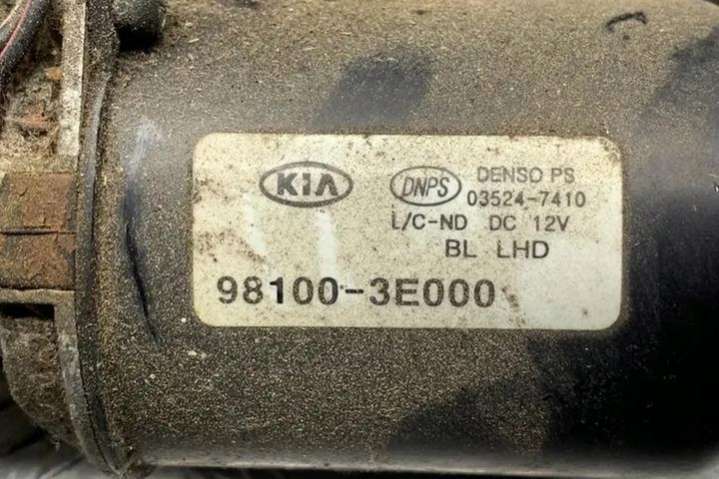 KIA DNPS DENSO PS
03524-7410
L/C-ND DC 12V
BL LHD
98100-3E000